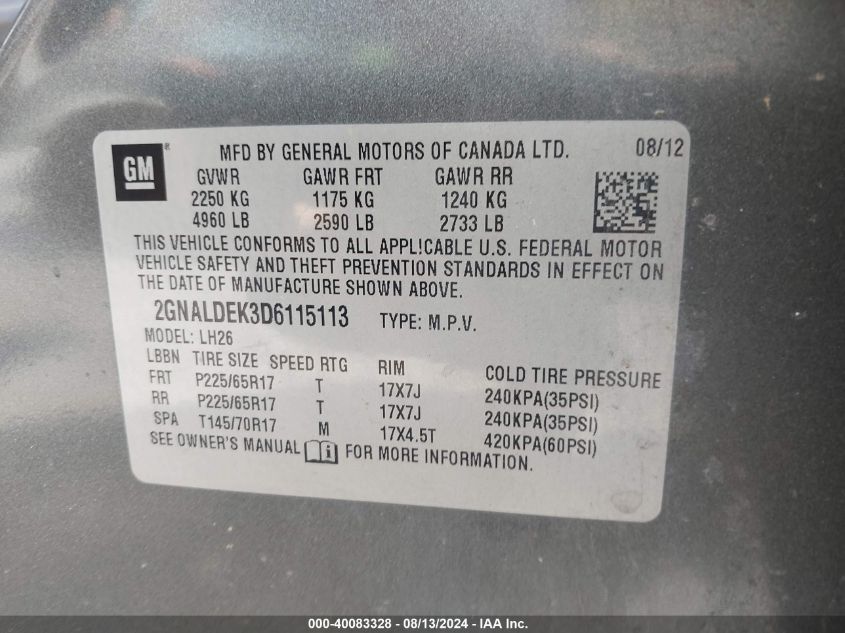 GM ®
MFD BY GENERAL MOTORS OF CANADA LTD. 08/12
GVWR GAWR FRT GAWR RR
2250 KG 1175 KG 1240 KG
4960 LB 2590 LB 2733 LB
THIS VEHICLE CONFORMS TO ALL APPLICABLE U.S. FEDERAL MOTOR
VEHICLE SAFETY AND THEFT PREVENTION STANDARDS IN EFFECT ON
THE DATE OF MANUFACTURE SHOWN ABOVE.
2GNALDEK3D6115113 TYPE: M.P.V.
MODEL: LH26
LBBN TIRE SIZE SPEED RTG RIM COLD TIRE PRESSURE
FRT P225/65R17 T 17X7J 240KPA(35PSI)
RR P225/65R17 T 17X7J 240KPA(35PSI)
SPA T145/70R17 M 17X4.5T 420KPA(60PSI)
SEE OWNER'S MANUAL i FOR MORE INFORMATION.
000-40083328 - 08/13/2024 - IAA Inc.